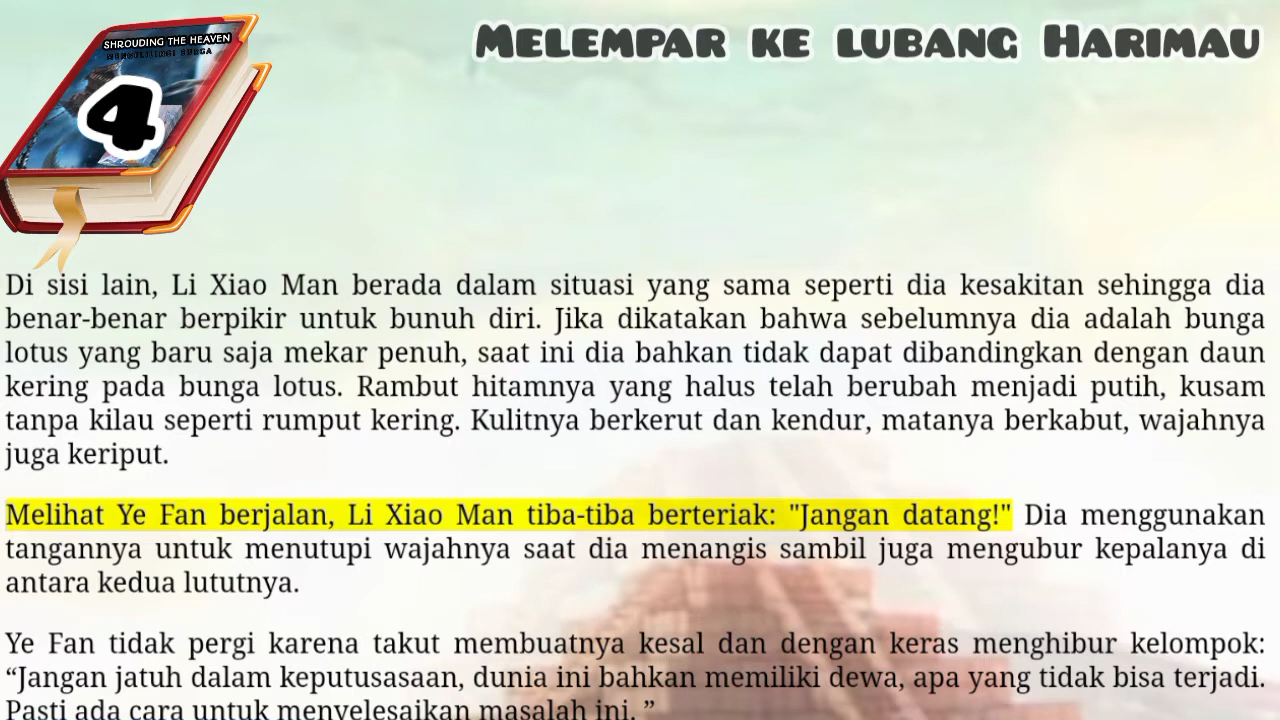 SHROUDING THE HEAVEN
4
Melempar ke lubang Harimau
Di sisi lain, Li Xiao Man berada dalam situasi yang sama seperti dia kesakitan sehingga dia
benar-benar berpikir untuk bunuh diri. Jika dikatakan bahwa sebelumnya dia adalah bunga
lotus yang baru saja mekar penuh, saat ini dia bahkan tidak dapat dibandingkan dengan daun
kering pada bunga lotus. Rambut hitamnya yang halus telah berubah menjadi putih, kusam
tanpa kilau seperti rumput kering. Kulitnya berkerut dan kendur, matanya berkabut, wajahnya
juga keriput.
Melihat Ye Fan berjalan, Li Xiao Man tiba-tiba berteriak: "Jangan datang!" Dia menggunakan
tangannya untuk menutupi wajahnya saat dia menangis sambil juga mengubur kepalanya di
antara kedua lututnya.
Ye Fan tidak pergi karena takut membuatnya kesal dan dengan keras menghibur kelompok:
“Jangan jatuh dalam keputusasaan, dunia ini bahkan memiliki dewa, apa yang tidak bisa terjadi.
Pasti ada cara untuk menyelesaikan masalah ini. ”